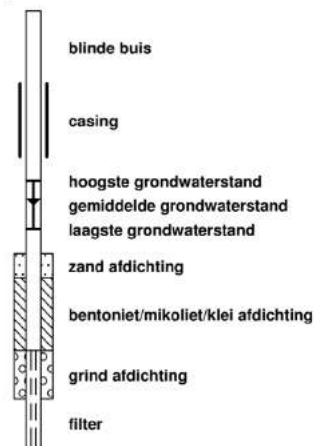 blinde buis
casing
hoogste grondwaterstand
gemiddelde grondwaterstand
laagste grondwaterstand
zand afdichting
bentoniet/mikoliet/klei afdichting
grind afdichting
filter